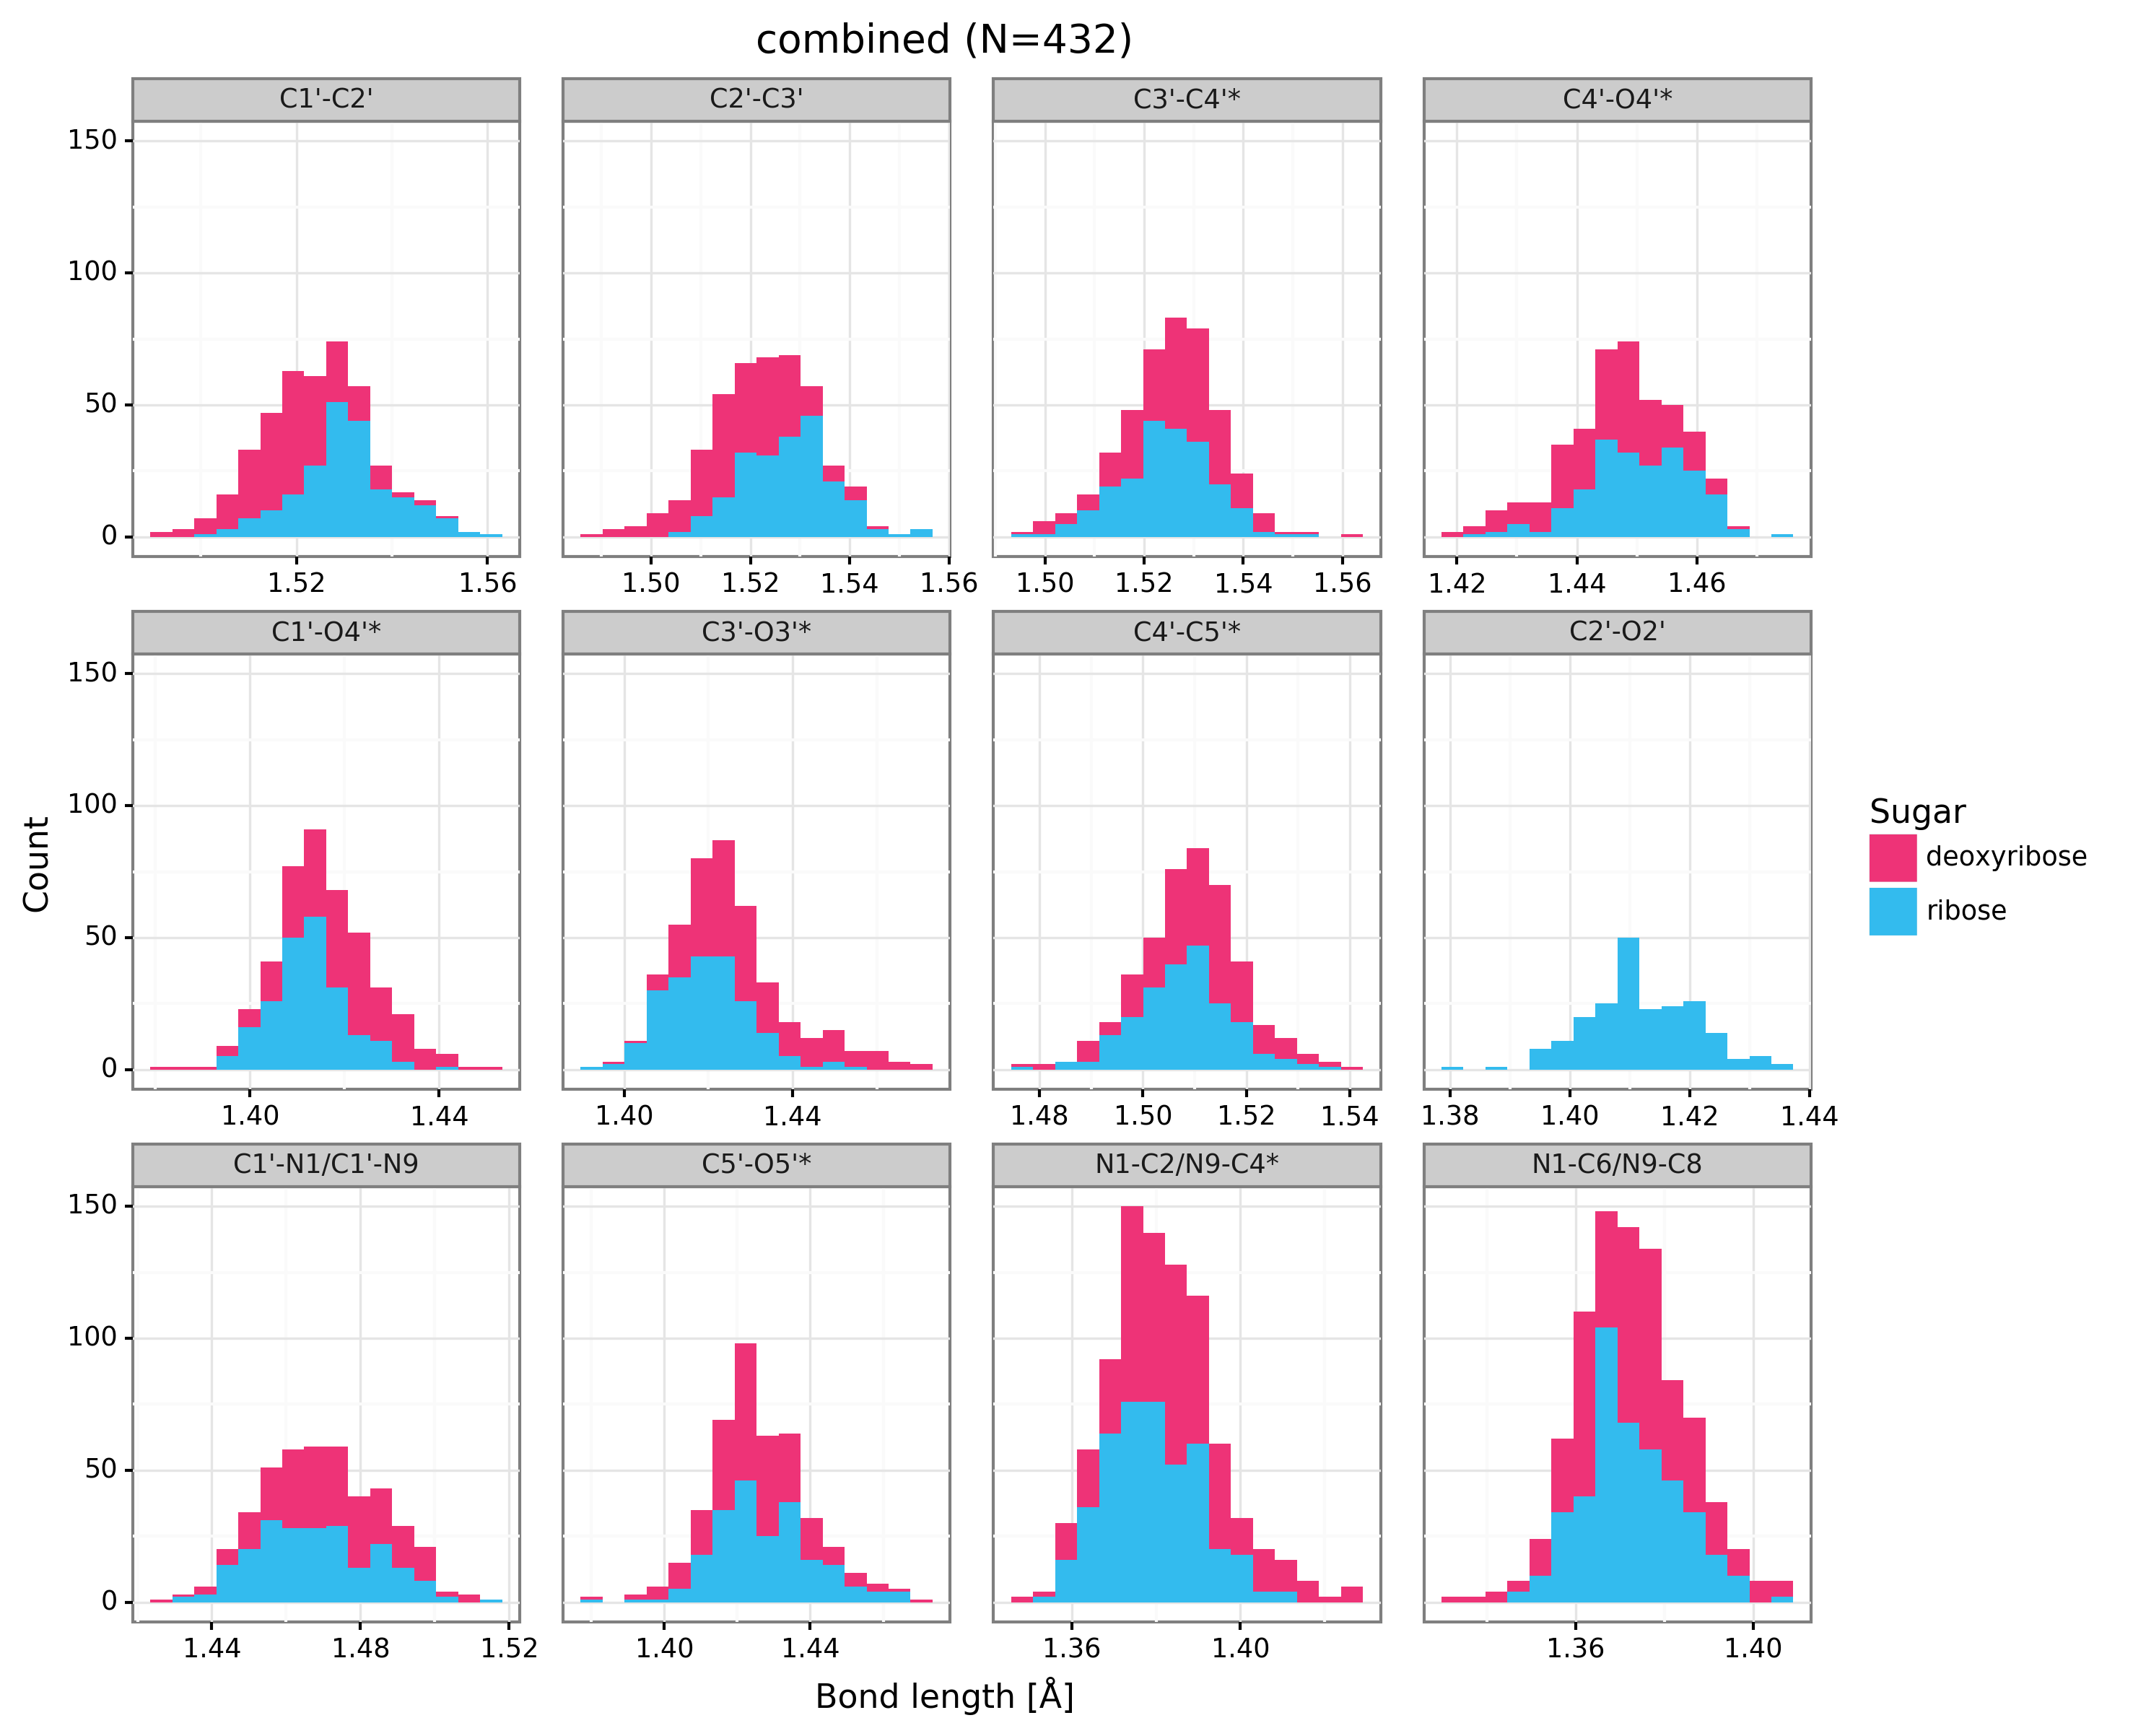 combined (N=432)
C1'-C2' C2'-C3' C3'-C4'* C4'-O4'*
150
100
50
0
1.52 1.56 1.50 1.52 1.54 1.56 1.50 1.52 1.54 1.56 1.42 1.44 1.46
C1'-O4'* C3'-O3'* C4'-C5'* C2'-O2'
150
100
50
0
1.40 1.44 1.40 1.44 1.48 1.50 1.52 1.54 1.38 1.40 1.42 1.44
C1'-N1/C1'-N9 C5'-O5'* N1-C2/N9-C4* N1-C6/N9-C8
150
100
50
0
1.44 1.48 1.52 1.40 1.44 1.36 1.40 1.36 1.40
Count
Bond length [Å]
Sugar
deoxyribose
ribose